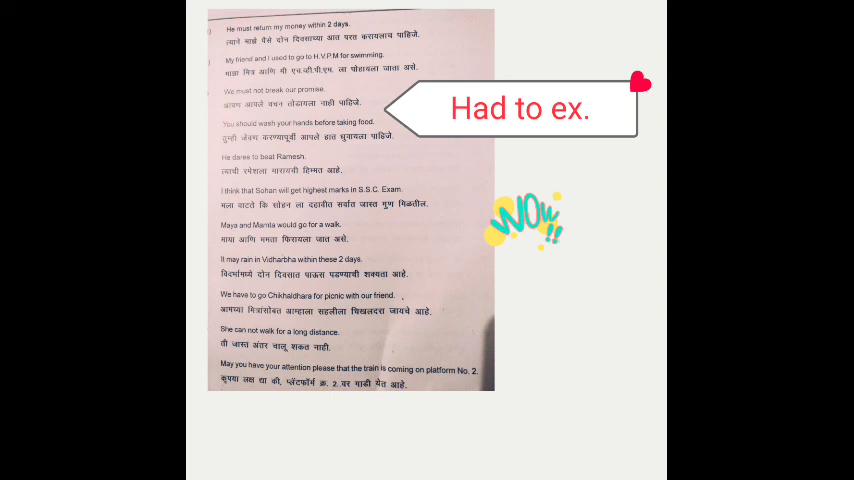 He must return my money within 2 days.
त्याने माझे पैसे दोन दिवसाच्या आत परत करायलाच पाहिजे.
My friend and I used to go to H.V.P.M for swimming.
माझा मित्र आणि मी एच.व्ही.पी.एम. ला पोहायला जाता असे.
We must not break our promise.
आपण आपले वचन तोडायला नाही पाहिजे.
Had to ex.
You should wash your hands before taking food.
तुम्ही जेवण करण्यापूर्वी आपले हात धुवायला पाहिजे.
He dares to beat Ramesh.
त्याची रमेशला मारायची हिम्मत आहे.
I think that Sohan will get highest marks in S.S.C. Exam.
मला वाटते कि सोहन ला दहावीत सर्वात जास्त गुण मिळतील.
WOW!!
Maya and Mamta would go for a walk.
माया आणि ममता फिरायला जात असे.
It may rain in Vidharbha within these 2 days.
विदर्भामध्ये दोन दिवसात पाऊस पडण्याची शक्यता आहे.
We have to go Chikhaldhara for picnic with our friend.
आमच्या मित्रांसोबत आम्हाला सहलीला चिखलदरा जायचे आहे.
She can not walk for a long distance.
ती जास्त अंतर चालू शकत नाही.
May you have your attention please that the train is coming on platform No. 2.
कृपया लक्ष द्या की, प्लॅटफॉर्म क्र. 2 वर गाडी येत आहे.